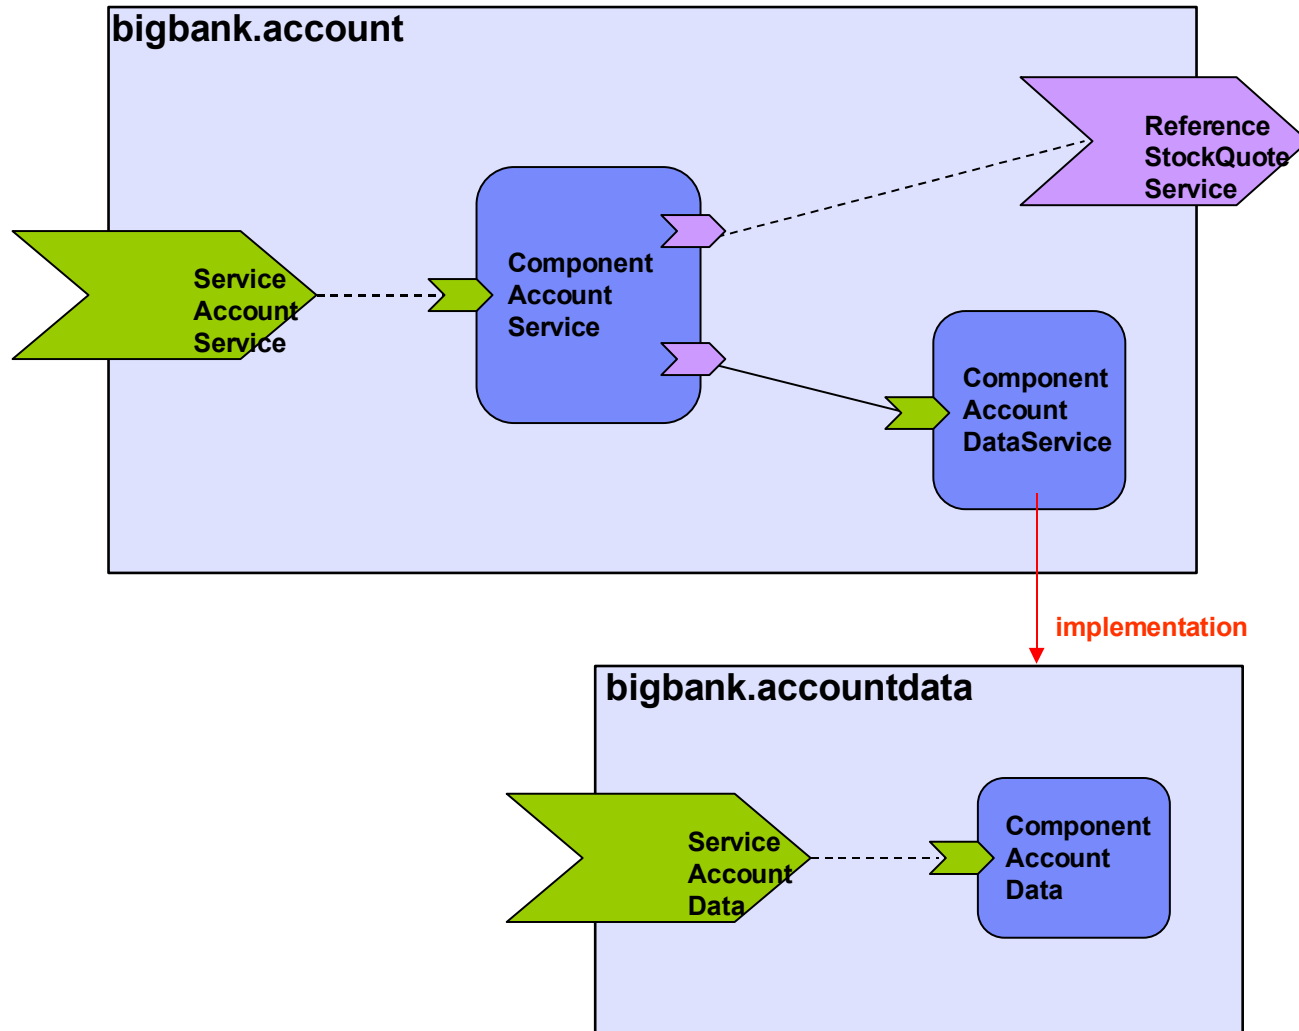 bigbank.account
Reference
StockQuote
Service
Service
Account
Service
Component
Account
Service
Component
Account
DataService
implementation
bigbank.accountdata
Service
Account
Data
Component
Account
Data